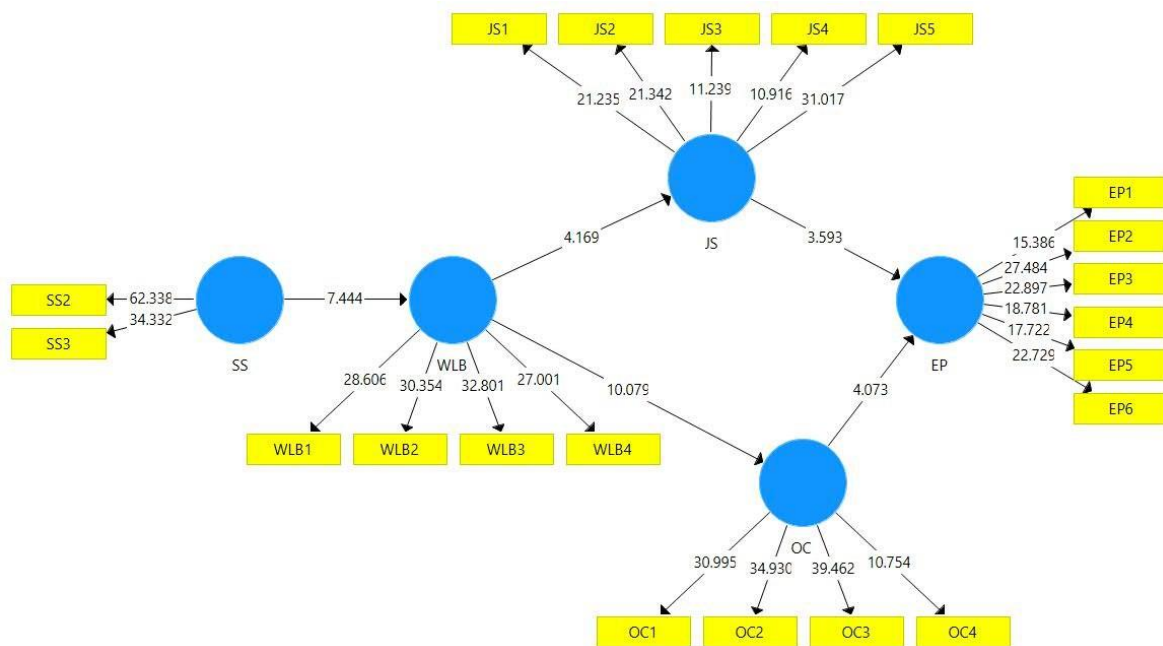 JS1 JS2 JS3 JS4 JS5
21.235 21.342 11.239 10.916 31.017
JS
4.169
3.593
SS2
SS3
62.338
34.332
SS
7.444
WLB
28.606 30.354 32.801 27.001
WLB1 WLB2 WLB3 WLB4
10.079
EP
15.386
27.484
22.897
18.781
17.722
22.729
EP1
EP2
EP3
EP4
EP5
EP6
4.073
OC
30.995 34.930 39.462 10.754
OC1 OC2 OC3 OC4